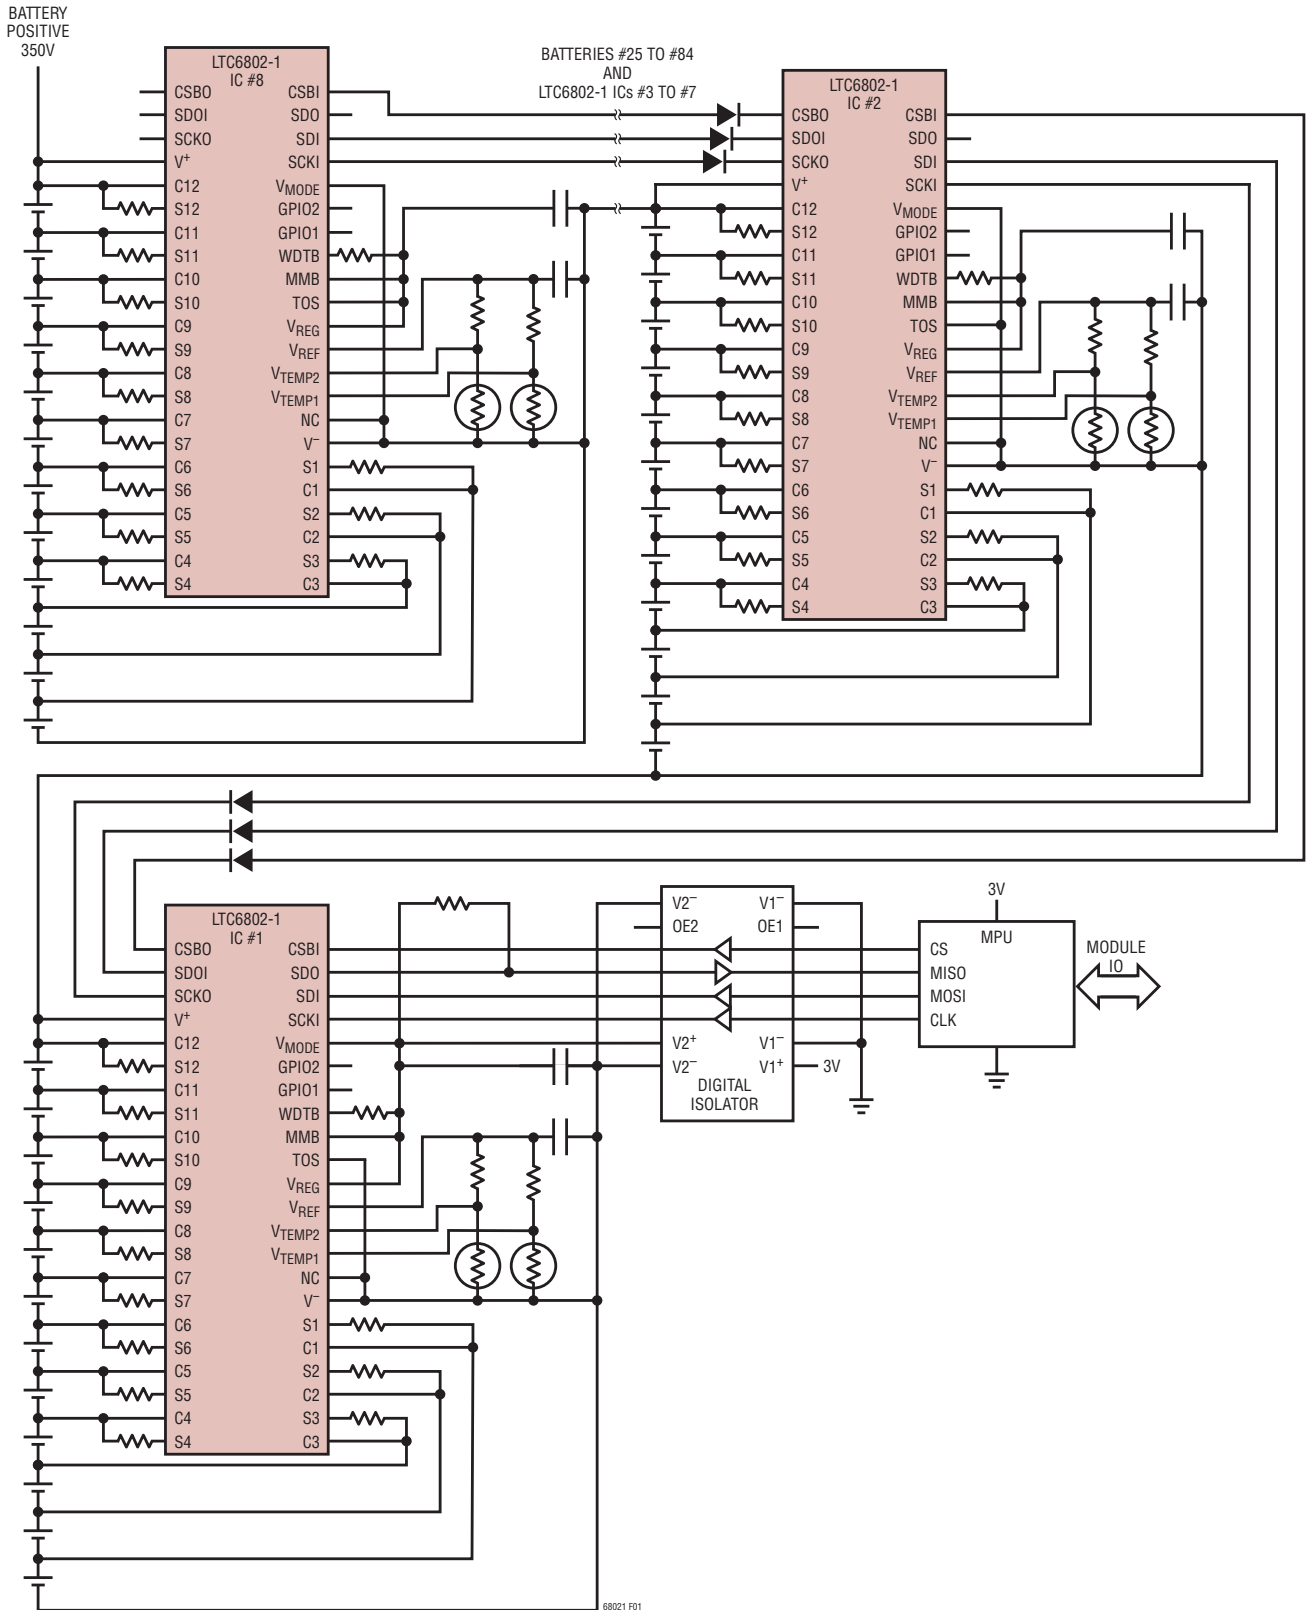 BATTERY
POSITIVE
350V
BATTERIES #25 TO #84
AND
LTC6802-1 ICs #3 TO #7
LTC6802-1
IC #8
CSBO
SDOI
SCKO
V+
C12
S12
C11
S11
C10
S10
C9
S9
C8
S8
C7
S7
C6
S6
C5
S5
C4
S4
CSBI
SDO
SDI
SCKI
VMODE
GPIO2
GPIO1
WDTB
MMB
TOS
VREG
VREF
VTEMP2
VTEMP1
NC
V−
S1
C1
S2
C2
S3
C3
LTC6802-1
IC #2
CSBO
SDOI
SCKO
V+
C12
S12
C11
S11
C10
S10
C9
S9
C8
S8
C7
S7
C6
S6
C5
S5
C4
S4
CSBI
SDO
SDI
SCKI
VMODE
GPIO2
GPIO1
WDTB
MMB
TOS
VREG
VREF
VTEMP2
VTEMP1
NC
V−
S1
C1
S2
C2
S3
C3
LTC6802-1
IC #1
CSBO
SDOI
SCKO
V+
C12
S12
C11
S11
C10
S10
C9
S9
C8
S8
C7
S7
C6
S6
C5
S5
C4
S4
CSBI
SDO
SDI
SCKI
VMODE
GPIO2
GPIO1
WDTB
MMB
TOS
VREG
VREF
VTEMP2
VTEMP1
NC
V−
S1
C1
S2
C2
S3
C3
V2−
OE2
V2+
V2−
V1−
OE1
V1−
V1+
3V
DIGITAL
ISOLATOR
3V
MPU
CS
MISO
MOSI
CLK
MODULE
IO
68021 F01